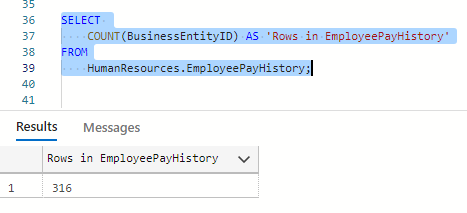 35
36 SELECT
37 COUNT(BusinessEntityID) AS 'Rows in EmployeePayHistory'
38 FROM
39 HumanResources.EmployeePayHistory;
40
41
Results Messages
Rows in EmployeePayHistory
1 316